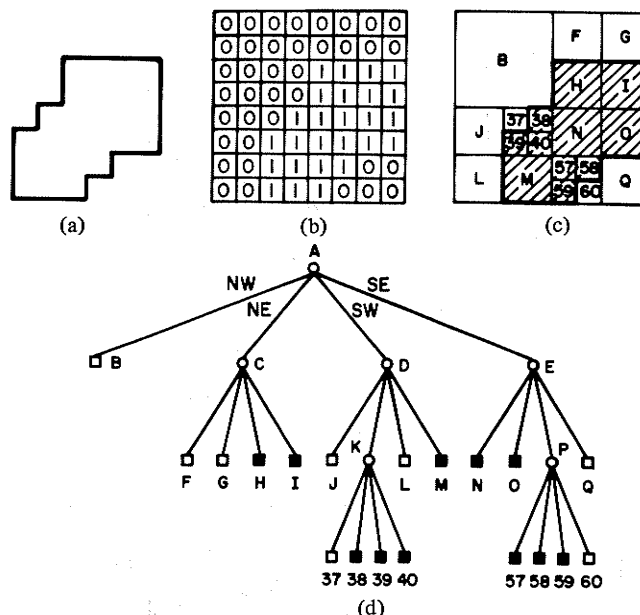 0 0 0 0 0 0 0 0
0 0 0 0 0 0 0 0
0 0 0 0 1 1 1 1
0 0 0 0 1 1 1 1
0 0 0 1 1 1 1 1
0 0 1 1 1 1 1 1
0 0 1 1 1 1 0 0
0 0 1 1 1 0 0 0
B F G
H I
J 37 38 N O
39 40
L M 57 58 Q
59 60
(a) (b) (c)
A
NW NE SW SE
B C D E
K P
F G H I J L M N O Q
37 38 39 40 57 58 59 60
(d)